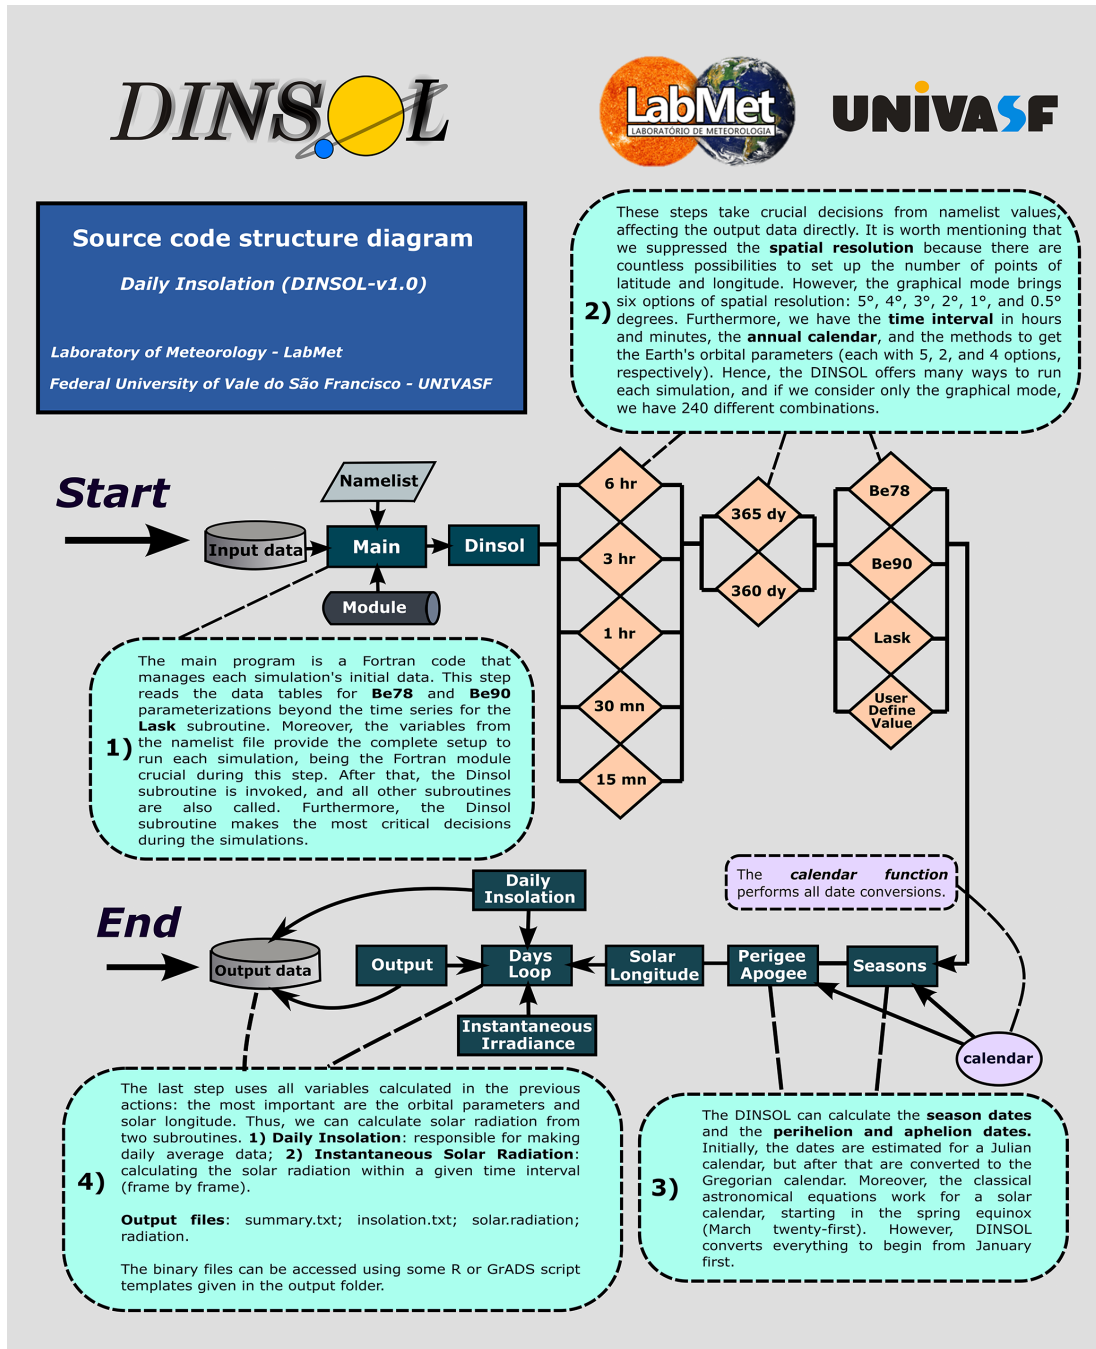 DINSOL
LabMet
LABORATÓRIO DE METEOROLOGIA
UNIVASF
Source code structure diagram
Daily Insolation (DINSOL-v1.0)
Laboratory of Meteorology - LabMet
Federal University of Vale do São Francisco - UNIVASF
2)
These steps take crucial decisions from namelist values,
affecting the output data directly. It is worth mentioning that
we suppressed the spatial resolution because there are
countless possibilities to set up the number of points of
latitude and longitude. However, the graphical mode brings
six options of spatial resolution: 5°, 4°, 3°, 2°, 1°, and 0.5°
degrees. Furthermore, we have the time interval in hours
and minutes, the annual calendar, and the methods to get
the Earth's orbital parameters (each with 5, 2, and 4 options,
respectively). Hence, the DINSOL offers many ways to run
each simulation, and if we consider only the graphical mode,
we have 240 different combinations.
Start
Namelist
Input data
Main
Dinsol
Module
6 hr
3 hr
1 hr
30 mn
15 mn
365 dy
360 dy
Be78
Be90
Lask
User
Define
Value
1)
The main program is a Fortran code that
manages each simulation's initial data. This step
reads the data tables for Be78 and Be90
parameterizations beyond the time series for the
Lask subroutine. Moreover, the variables from
the namelist file provide the complete setup to
run each simulation, being the Fortran module
crucial during this step. After that, the Dinsol
subroutine is invoked, and all other subroutines
are also called. Furthermore, the Dinsol
subroutine makes the most critical decisions
during the simulations.
The calendar function
performs all date conversions.
End
Output data
Output
Daily
Insolation
Days
Loop
Instantaneous
Irradiance
Solar
Longitude
Perigee
Apogee
Seasons
calendar
4)
The last step uses all variables calculated in the previous
actions: the most important are the orbital parameters and
solar longitude. Thus, we can calculate solar radiation from
two subroutines. 1) Daily Insolation: responsible for making
daily average data; 2) Instantaneous Solar Radiation:
calculating the solar radiation within a given time interval
(frame by frame).
Output files: summary.txt; insolation.txt; solar.radiation;
radiation.
The binary files can be accessed using some R or GrADS script
templates given in the output folder.
3)
The DINSOL can calculate the season dates
and the perihelion and aphelion dates.
Initially, the dates are estimated for a Julian
calendar, but after that are converted to the
Gregorian calendar. Moreover, the classical
astronomical equations work for a solar
calendar, starting in the spring equinox
(March twenty-first). However, DINSOL
converts everything to begin from January
first.